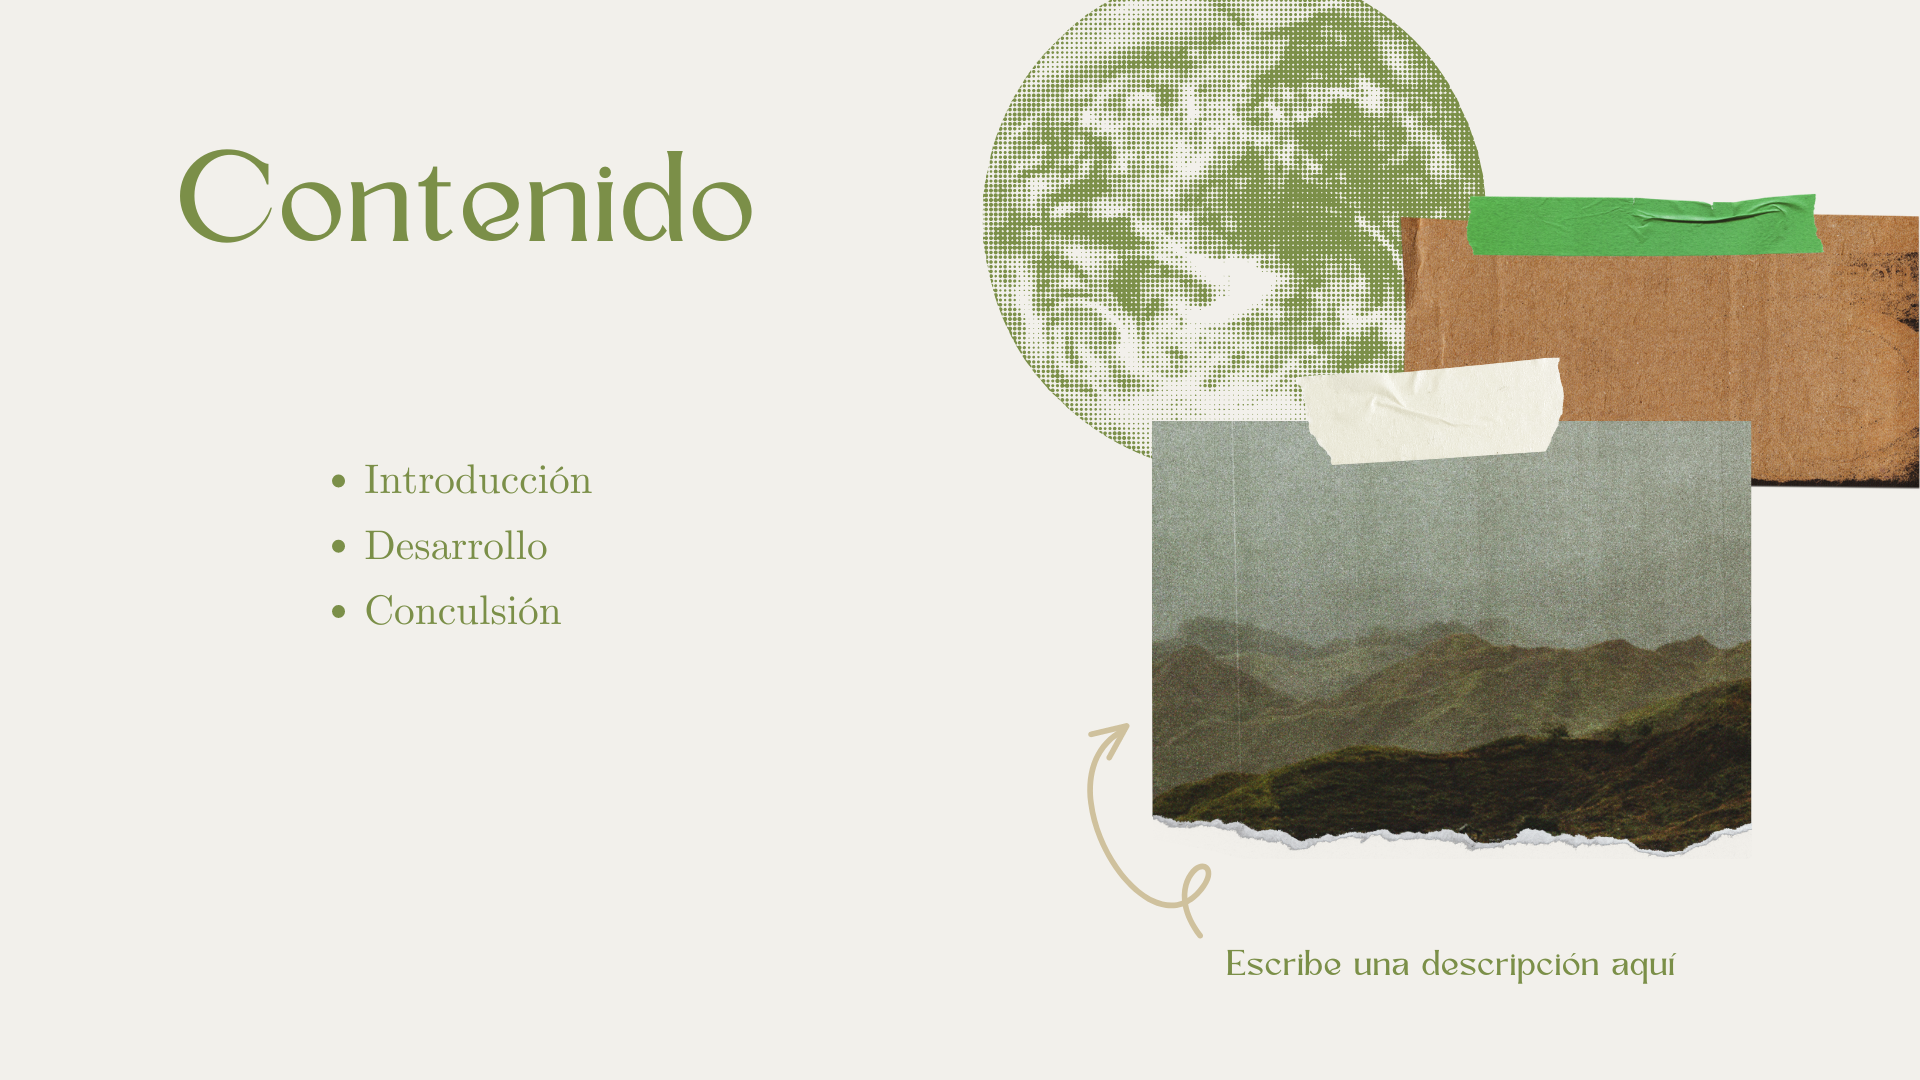 Contenido
Introducción
Desarrollo
Conculsión
Escribe una descripción aquí